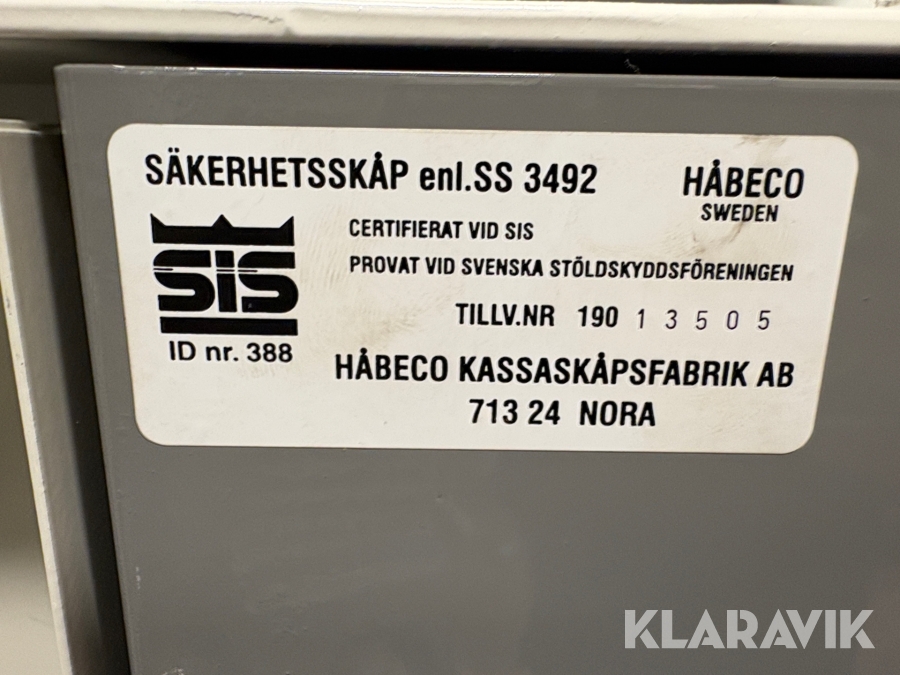 SÄKERHETSSKÅP enl.SS 3492
HÅBECO
SWEDEN
SIS
ID nr. 388
CERTIFIERAT VID SIS
PROVAT VID SVENSKA STÖLDSKYDDSFÖRENINGEN
TILLV.NR 190 1 3 5 0 5
HÅBECO KASSASKÅPSFABRIK AB
713 24 NORA
KLARAVIK